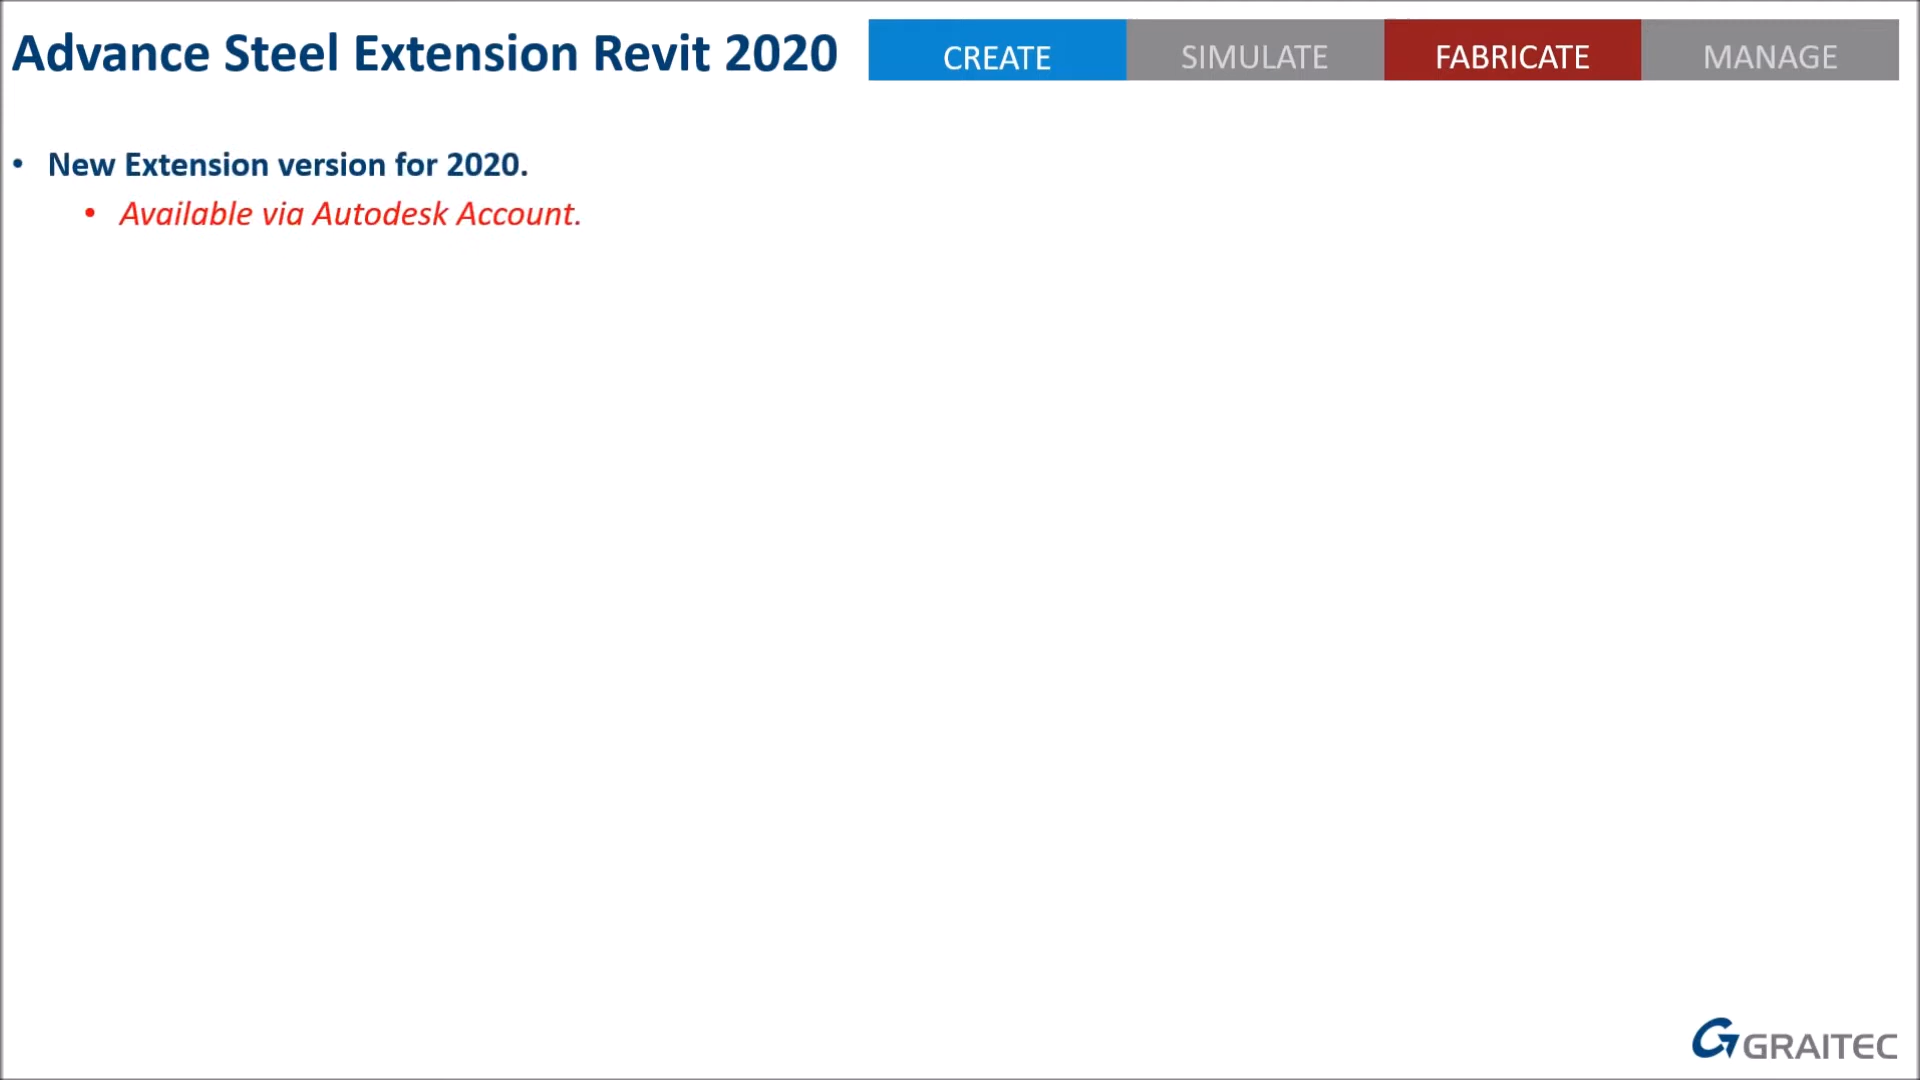 Advance Steel Extension Revit 2020
CREATE
SIMULATE
FABRICATE
MANAGE
• New Extension version for 2020.
• Available via Autodesk Account.
GRAITEC